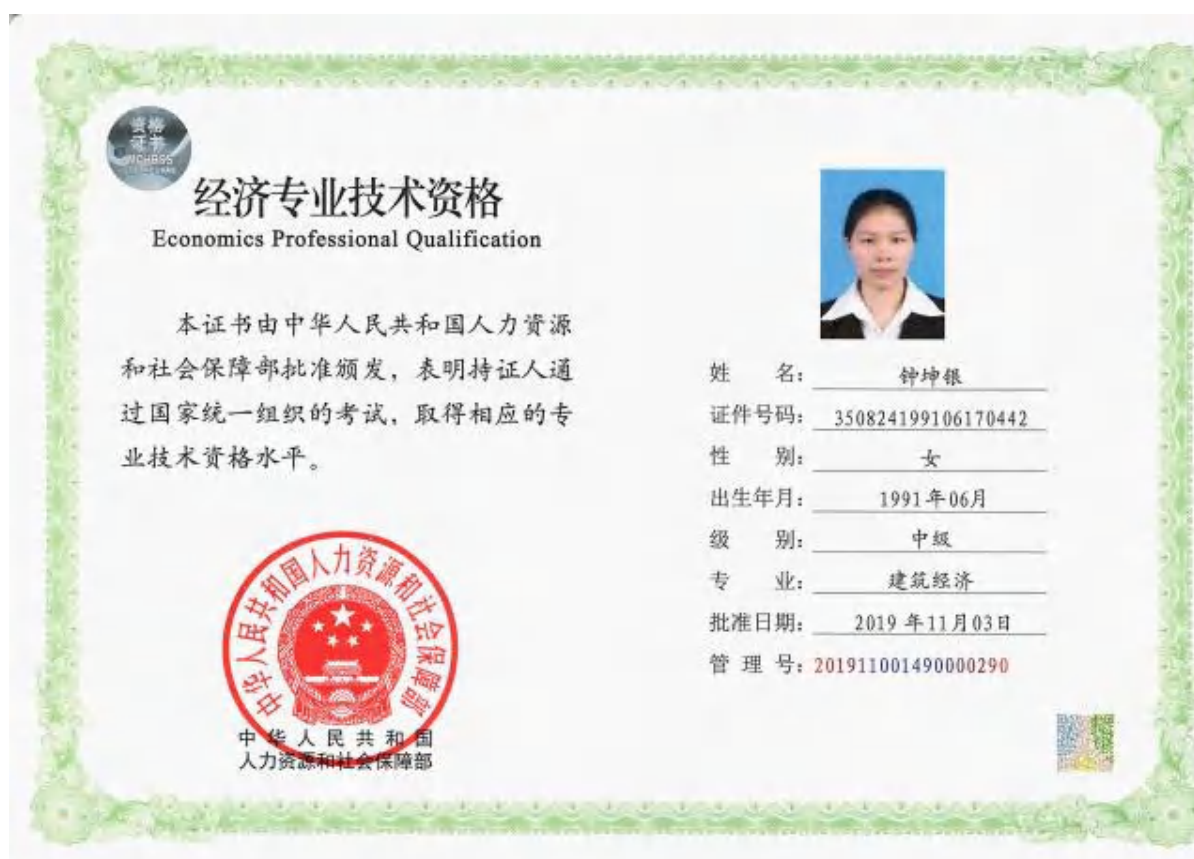 资格
证书
经济专业技术资格
Economics Professional Qualification
本证书由中华人民共和国人力资源
和社会保障部批准颁发，表明持证人通
过国家统一组织的考试，取得相应的专
业技术资格水平。
中华人民共和国人力资源和社会保障部
中华人民共和国
人力资源和社会保障部
姓 名：钟坤银
证件号码：350824199106170442
性 别：女
出生年月：1991年06月
级 别：中级
专 业：建筑经济
批准日期：2019年11月03日
管 理 号：201911001490000290